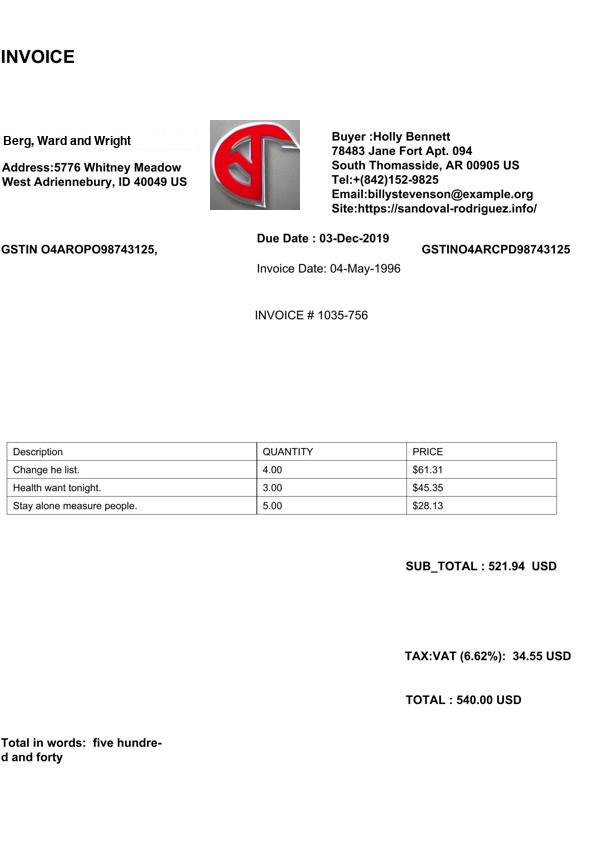 INVOICE
Berg, Ward and Wright
Address:5776 Whitney Meadow
West Adriennebury, ID 40049 US
Buyer :Holly Bennett
78483 Jane Fort Apt. 094
South Thomasside, AR 00905 US
Tel:+(842)152-9825
Email:billystevenson@example.org
Site:https://sandoval-rodriguez.info/
GSTIN O4AROPO98743125,
Due Date : 03-Dec-2019
GSTINO4ARCPD98743125
Invoice Date: 04-May-1996
INVOICE # 1035-756
Description QUANTITY PRICE
Change he list. 4.00 $61.31
Health want tonight. 3.00 $45.35
Stay alone measure people. 5.00 $28.13
SUB_TOTAL : 521.94 USD
TAX:VAT (6.62%): 34.55 USD
TOTAL : 540.00 USD
Total in words: five hundre-
d and forty